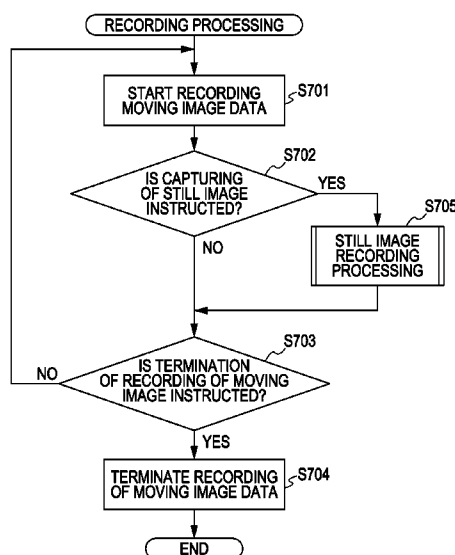 RECORDING PROCESSING
START RECORDING
MOVING IMAGE DATA
S701
S702
IS CAPTURING
OF STILL IMAGE
INSTRUCTED?
YES
S705
STILL IMAGE
RECORDING
PROCESSING
NO
S703
IS TERMINATION
OF RECORDING OF MOVING
IMAGE INSTRUCTED?
NO
YES
S704
TERMINATE RECORDING
OF MOVING IMAGE DATA
END